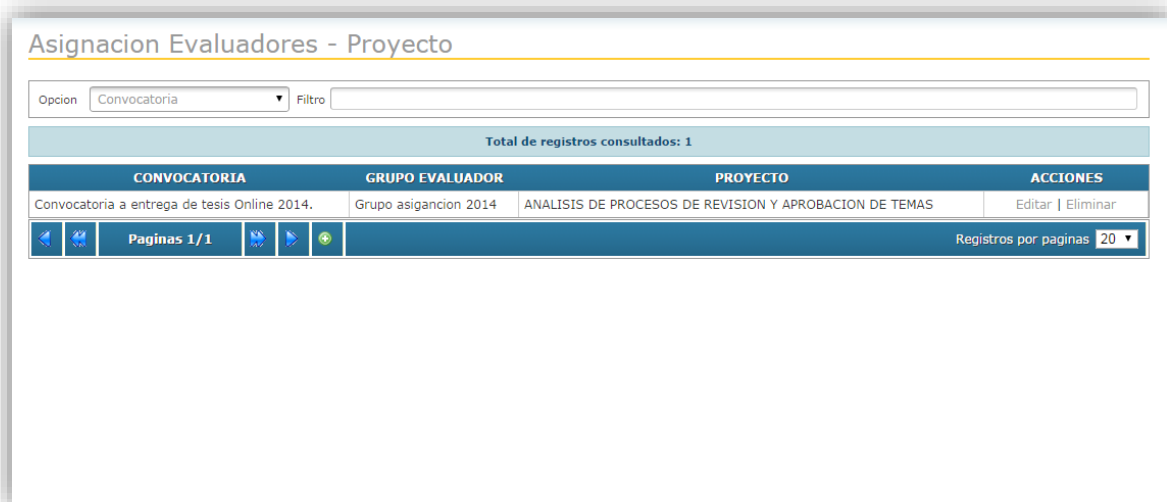 Asignacion Evaluadores - Proyecto
Opcion Convocatoria Filtro
Total de registros consultados: 1
CONVOCATORIA GRUPO EVALUADOR PROYECTO ACCIONES
Convocatoria a entrega de tesis Online 2014. Grupo asigancion 2014 ANALISIS DE PROCESOS DE REVISION Y APROBACION DE TEMAS Editar | Eliminar
Paginas 1/1 Registros por paginas 20